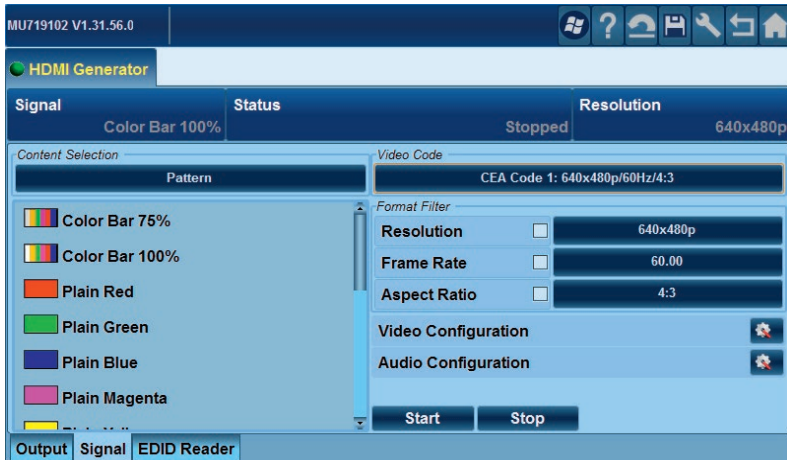 MU719102 V1.31.56.0
HDMI Generator
Signal
Color Bar 100%
Status
Stopped
Resolution
640x480p
Content Selection
Pattern
Color Bar 75%
Color Bar 100%
Plain Red
Plain Green
Plain Blue
Plain Magenta
Video Code
CEA Code 1: 640x480p/60Hz/4:3
Format Filter
Resolution 640x480p
Frame Rate 60.00
Aspect Ratio 4:3
Video Configuration
Audio Configuration
Start Stop
Output Signal EDID Reader